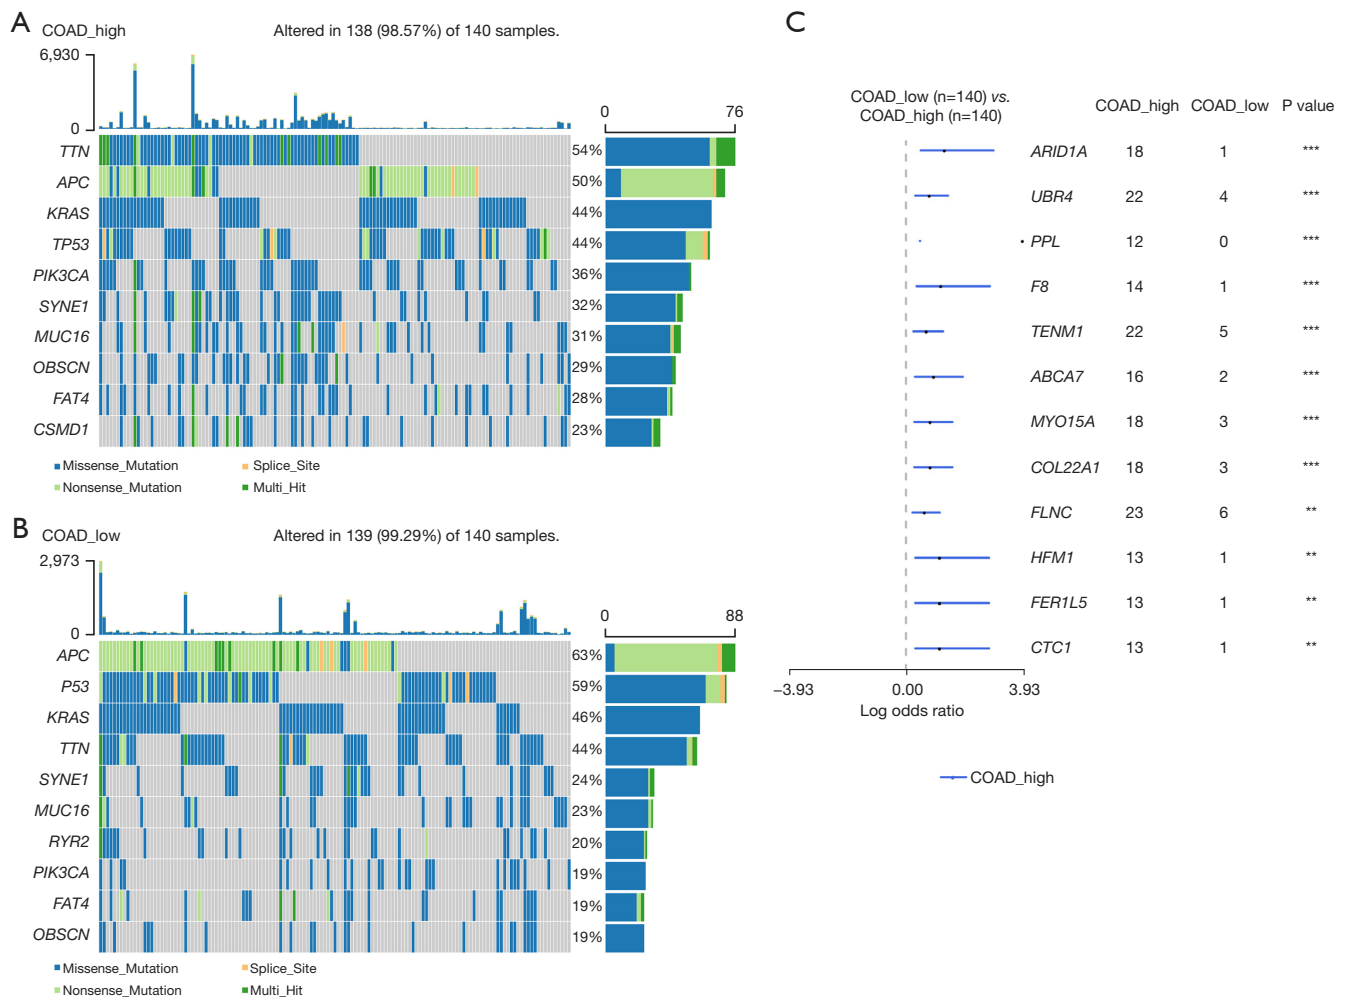 A
COAD_high
Altered in 138 (98.57%) of 140 samples.
6,930
0
0 76
TTN 54%
APC 50%
KRAS 44%
TP53 44%
PIK3CA 36%
SYNE1 32%
MUC16 31%
OBSCN 29%
FAT4 28%
CSMD1 23%
Missense_Mutation Splice_Site
Nonsense_Mutation Multi_Hit
B
COAD_low
Altered in 139 (99.29%) of 140 samples.
2,973
0
0 88
APC 63%
P53 59%
KRAS 46%
TTN 44%
SYNE1 24%
MUC16 23%
RYR2 20%
PIK3CA 19%
FAT4 19%
OBSCN 19%
Missense_Mutation Splice_Site
Nonsense_Mutation Multi_Hit
C
COAD_low (n=140) vs.
COAD_high (n=140)
COAD_high COAD_low P value
ARID1A 18 1 ***
UBR4 22 4 ***
PPL 12 0 ***
F8 14 1 ***
TENM1 22 5 ***
ABCA7 16 2 ***
MYO15A 18 3 ***
COL22A1 18 3 ***
FLNC 23 6 **
HFM1 13 1 **
FER1L5 13 1 **
CTC1 13 1 **
−3.93 0.00 3.93
Log odds ratio
COAD_high